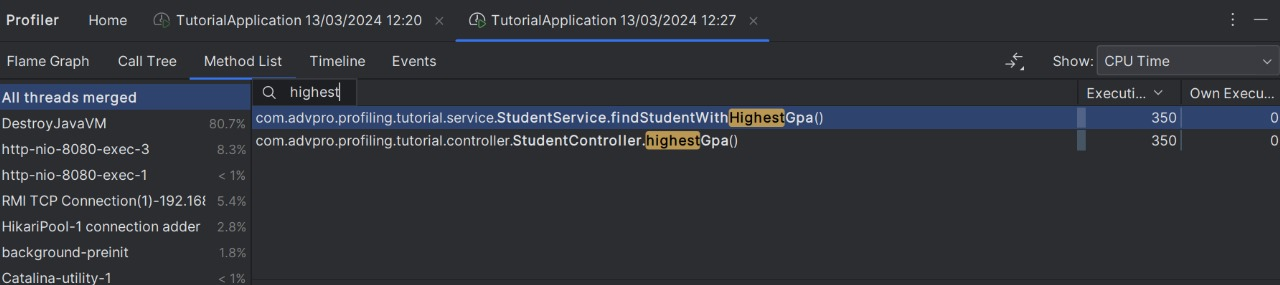 Profiler Home TutorialApplication 13/03/2024 12:20 × TutorialApplication 13/03/2024 12:27 ×
Flame Graph Call Tree Method List Timeline Events Show: CPU Time
All threads merged
DestroyJavaVM 80.7%
http-nio-8080-exec-3 8.3%
http-nio-8080-exec-1 < 1%
RMI TCP Connection(1)-192.168 5.4%
HikariPool-1 connection adder 2.8%
background-preinit 1.8%
Catalina-utility-1 < 1%
highest Executi... Own Execu...
com.advpro.profiling.tutorial.service.StudentService.findStudentWithHighestGpa() 350 0
com.advpro.profiling.tutorial.controller.StudentController.highestGpa() 350 0